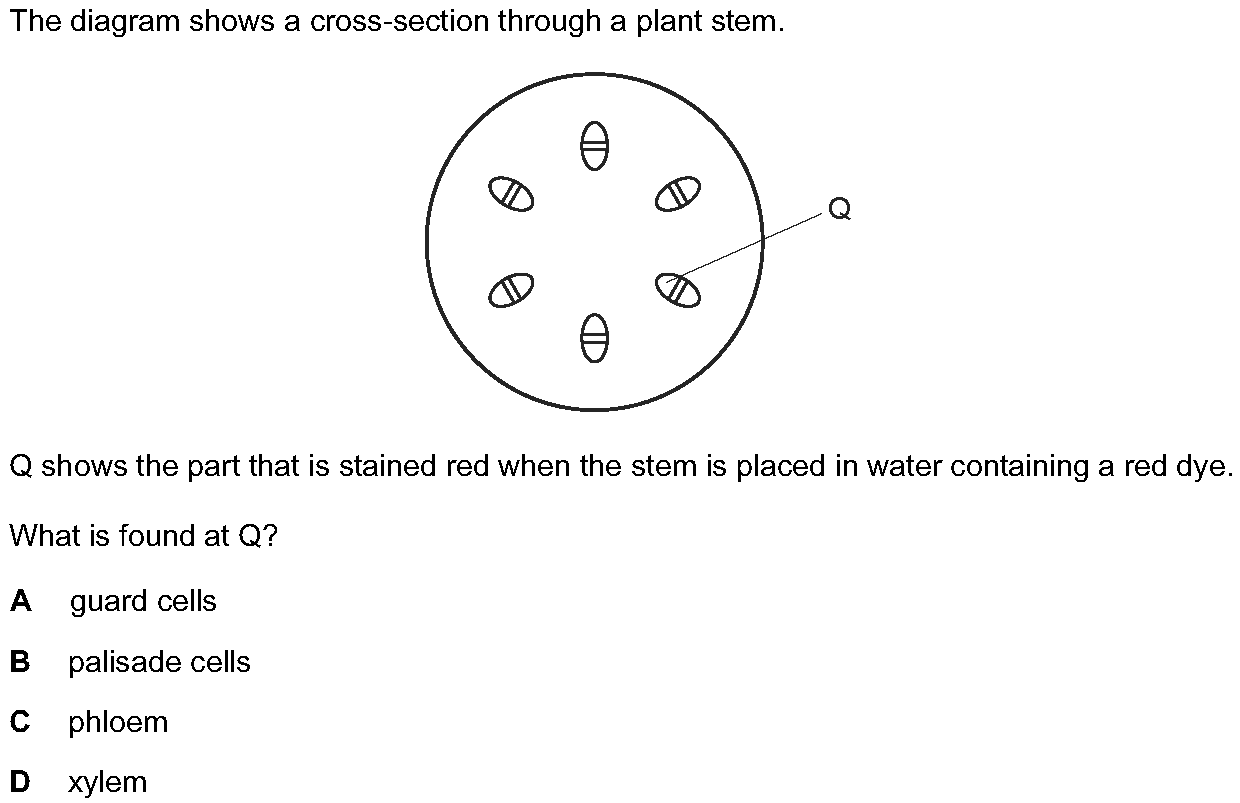 The diagram shows a cross-section through a plant stem.
Q
Q shows the part that is stained red when the stem is placed in water containing a red dye.
What is found at Q?
A guard cells
B palisade cells
C phloem
D xylem